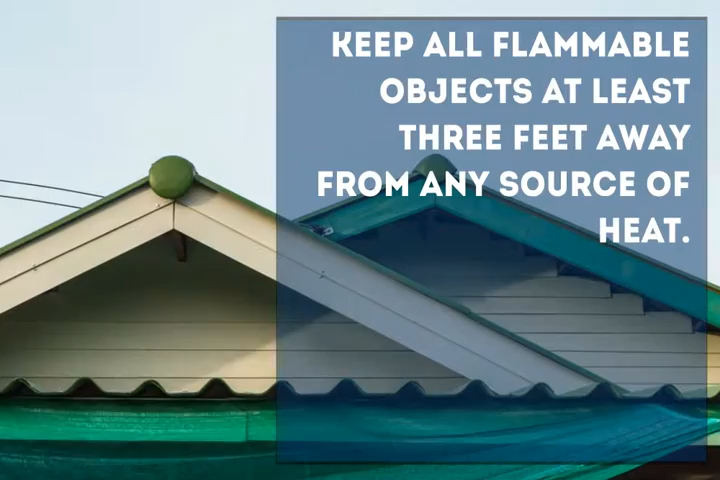 KEEP ALL FLAMMABLE
OBJECTS AT LEAST
THREE FEET AWAY
FROM ANY SOURCE OF
HEAT.